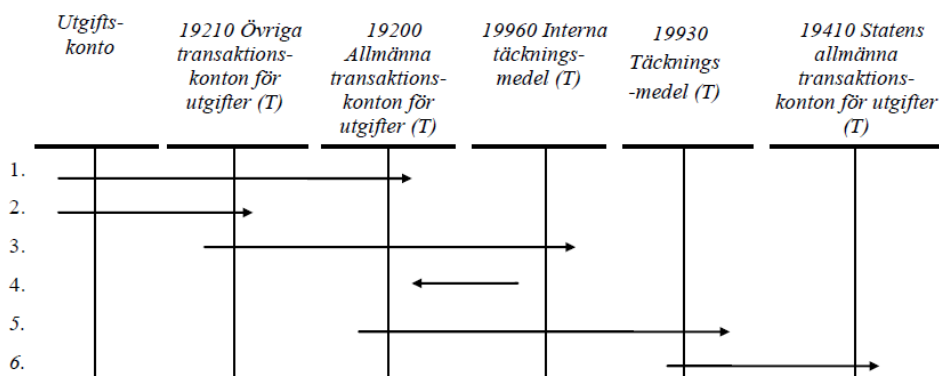 Utgifts-
konto
19210 Övriga
transaktions-
konton för
utgifter (T)
19200
Allmänna
transaktions-
konton för
utgifter (T)
19960 Interna
täcknings-
medel (T)
19930
Täcknings
-medel (T)
19410 Statens
allmänna
transaktions-
konton för utgifter
(T)
1.
2.
3.
4.
5.
6.